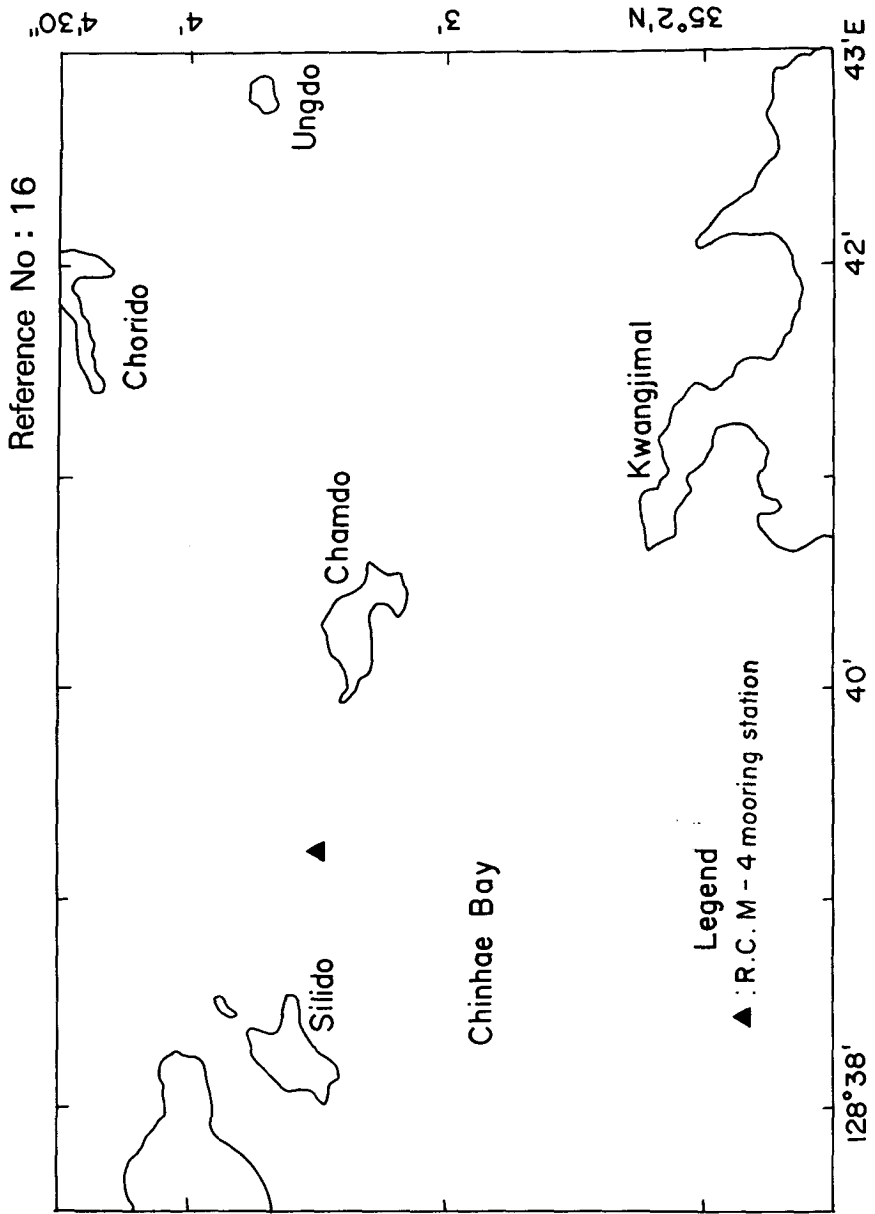 Reference No : 16
4'30"
4'
3'
35°2'N
Chorido
Ungdo
Chamdo
Silido
Kwangjimal
Chinhae Bay
Legend
▲ : R.C.M - 4 mooring station
128°38'
40'
42'
43'E